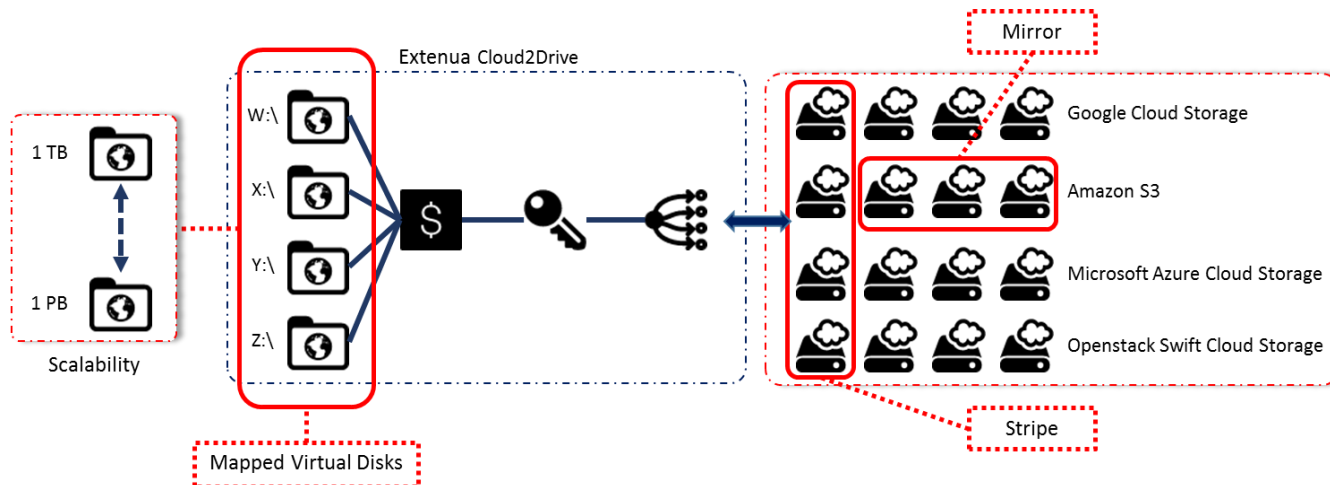 Mirror
Extenua Cloud2Drive
W:\
Google Cloud Storage
1 TB
X:\
$
Amazon S3
Y:\
Microsoft Azure Cloud Storage
1 PB
Z:\
Openstack Swift Cloud Storage
Scalability
Stripe
Mapped Virtual Disks